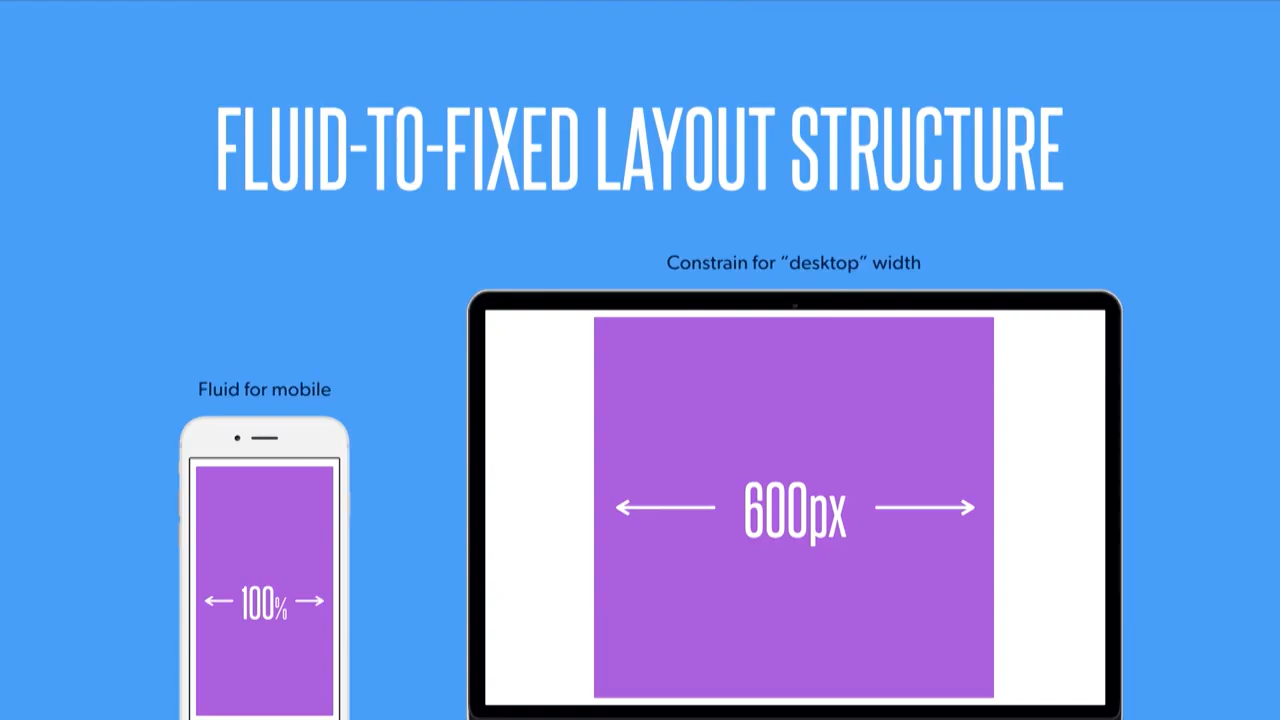 FLUID-TO-FIXED LAYOUT STRUCTURE
Constrain for “desktop” width
Fluid for mobile
600px
100%